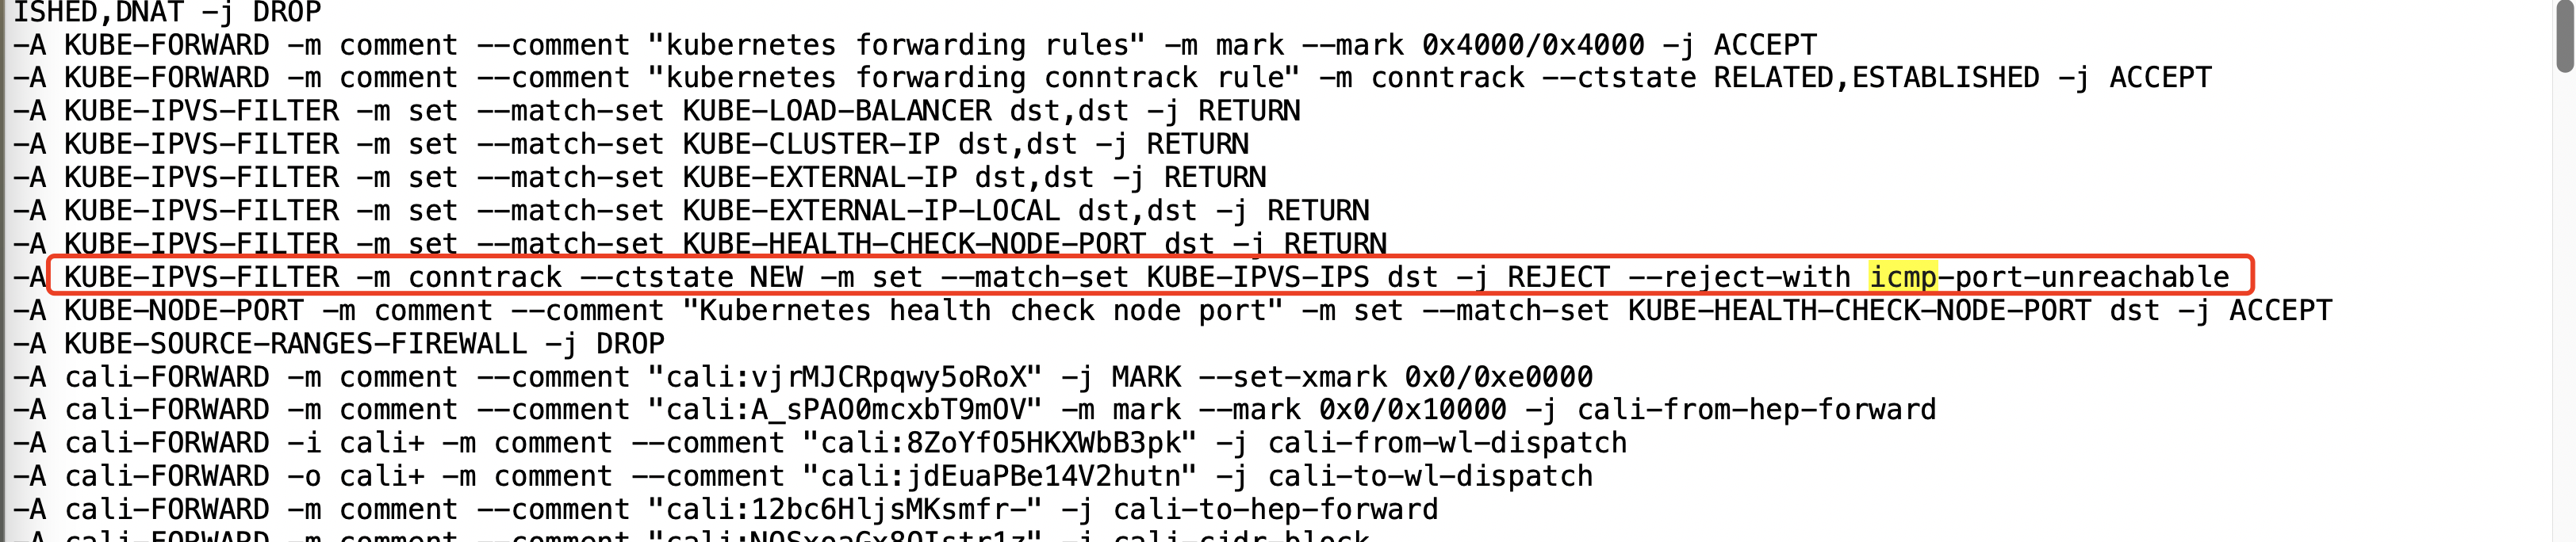 ISHED,DNAT -j DROP
-A KUBE-FORWARD -m comment --comment "kubernetes forwarding rules" -m mark --mark 0x4000/0x4000 -j ACCEPT
-A KUBE-FORWARD -m comment --comment "kubernetes forwarding conntrack rule" -m conntrack --ctstate RELATED,ESTABLISHED -j ACCEPT
-A KUBE-IPVS-FILTER -m set --match-set KUBE-LOAD-BALANCER dst,dst -j RETURN
-A KUBE-IPVS-FILTER -m set --match-set KUBE-CLUSTER-IP dst,dst -j RETURN
-A KUBE-IPVS-FILTER -m set --match-set KUBE-EXTERNAL-IP dst,dst -j RETURN
-A KUBE-IPVS-FILTER -m set --match-set KUBE-EXTERNAL-IP-LOCAL dst,dst -j RETURN
-A KUBE-IPVS-FILTER -m set --match-set KUBE-HEALTH-CHECK-NODE-PORT dst -j RETURN
-A KUBE-IPVS-FILTER -m conntrack --ctstate NEW -m set --match-set KUBE-IPVS-IPS dst -j REJECT --reject-with icmp-port-unreachable
-A KUBE-NODE-PORT -m comment --comment "Kubernetes health check node port" -m set --match-set KUBE-HEALTH-CHECK-NODE-PORT dst -j ACCEPT
-A KUBE-SOURCE-RANGES-FIREWALL -j DROP
-A cali-FORWARD -m comment --comment "cali:vjrMJCRpqwy5oRoX" -j MARK --set-xmark 0x0/0xe0000
-A cali-FORWARD -m comment --comment "cali:A_sPAO0mcxbT9mOV" -m mark --mark 0x0/0x10000 -j cali-from-hep-forward
-A cali-FORWARD -i cali+ -m comment --comment "cali:8ZoYfO5HKXWbB3pk" -j cali-from-wl-dispatch
-A cali-FORWARD -o cali+ -m comment --comment "cali:jdEuaPBe14V2hutn" -j cali-to-wl-dispatch
-A cali-FORWARD -m comment --comment "cali:12bc6HljsMKsmfr-" -j cali-to-hep-forward
-A cali-FORWARD -m comment --comment -j cali-cidr-block